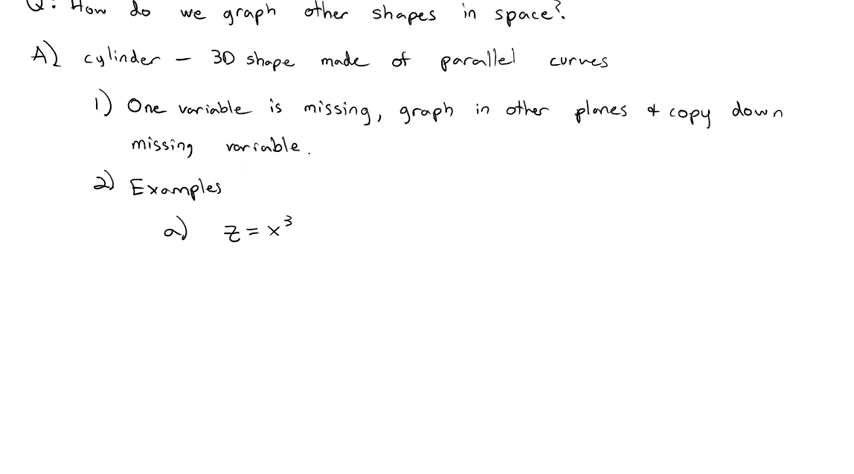 Q: How do we graph other shapes in space?
A) cylinder – 3D shape made of parallel curves
1) One variable is missing, graph in other planes + copy down
missing variable.
2) Examples
a) z = x³